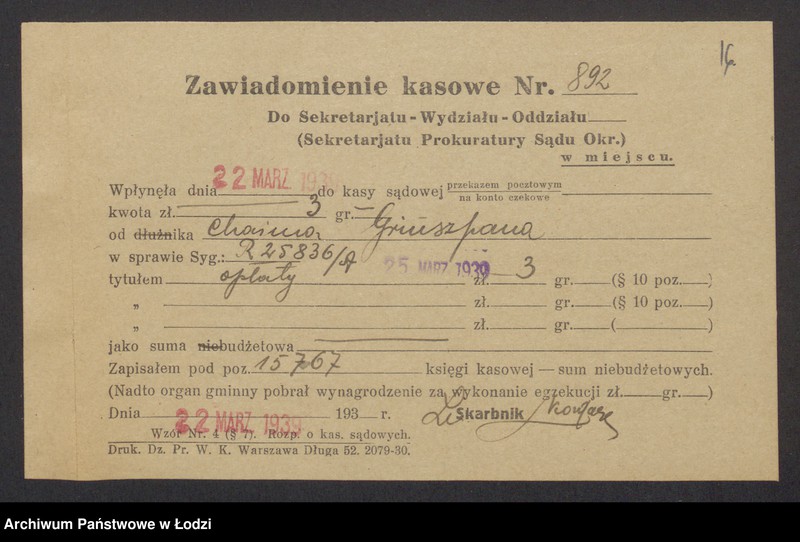 16
Zawiadomienie kasowe Nr. 892
Do Sekretarjatu - Wydziału - Oddziału
(Sekretarjatu Prokuratury Sądu Okr.)
w miejscu.
Wpłynęła dnia 22 MARZ 1939 do kasy sądowej przekazem pocztowym
na konto czekowe
kwota zł. 3 gr. —
od dłużnika Chaima Grinszpana
w sprawie Syg.: R 25836/A 25 MARZ 1939
tytułem opłaty zł. 3 gr. (§ 10 poz. )
„ zł. gr. (§ 10 poz. )
„ zł. gr. ( )
jako suma niebudżetowa
Zapisałem pod poz. 15767 księgi kasowej — sum niebudżetowych.
(Nadto organ gminny pobrał wynagrodzenie za wykonanie egzekucji zł. gr. )
Dnia 22 MARZ 1939 193 r. Skarbnik
Wzór Nr. 4 (§ 7). Rozp. o kas. sądowych.
Druk. Dz. Pr. W. K. Warszawa Długa 52. 2079-30.
Archiwum Państwowe w Łodzi